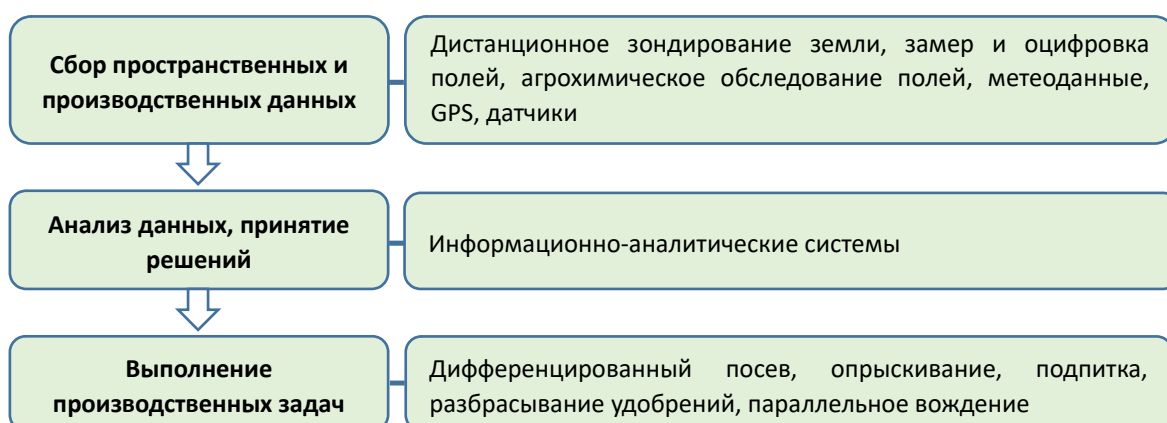 Сбор пространственных и
производственных данных
Дистанционное зондирование земли, замер и оцифровка
полей, агрохимическое обследование полей, метеоданные,
GPS, датчики
Анализ данных, принятие
решений
Информационно-аналитические системы
Выполнение
производственных задач
Дифференцированный посев, опрыскивание, подпитка,
разбрасывание удобрений, параллельное вождение